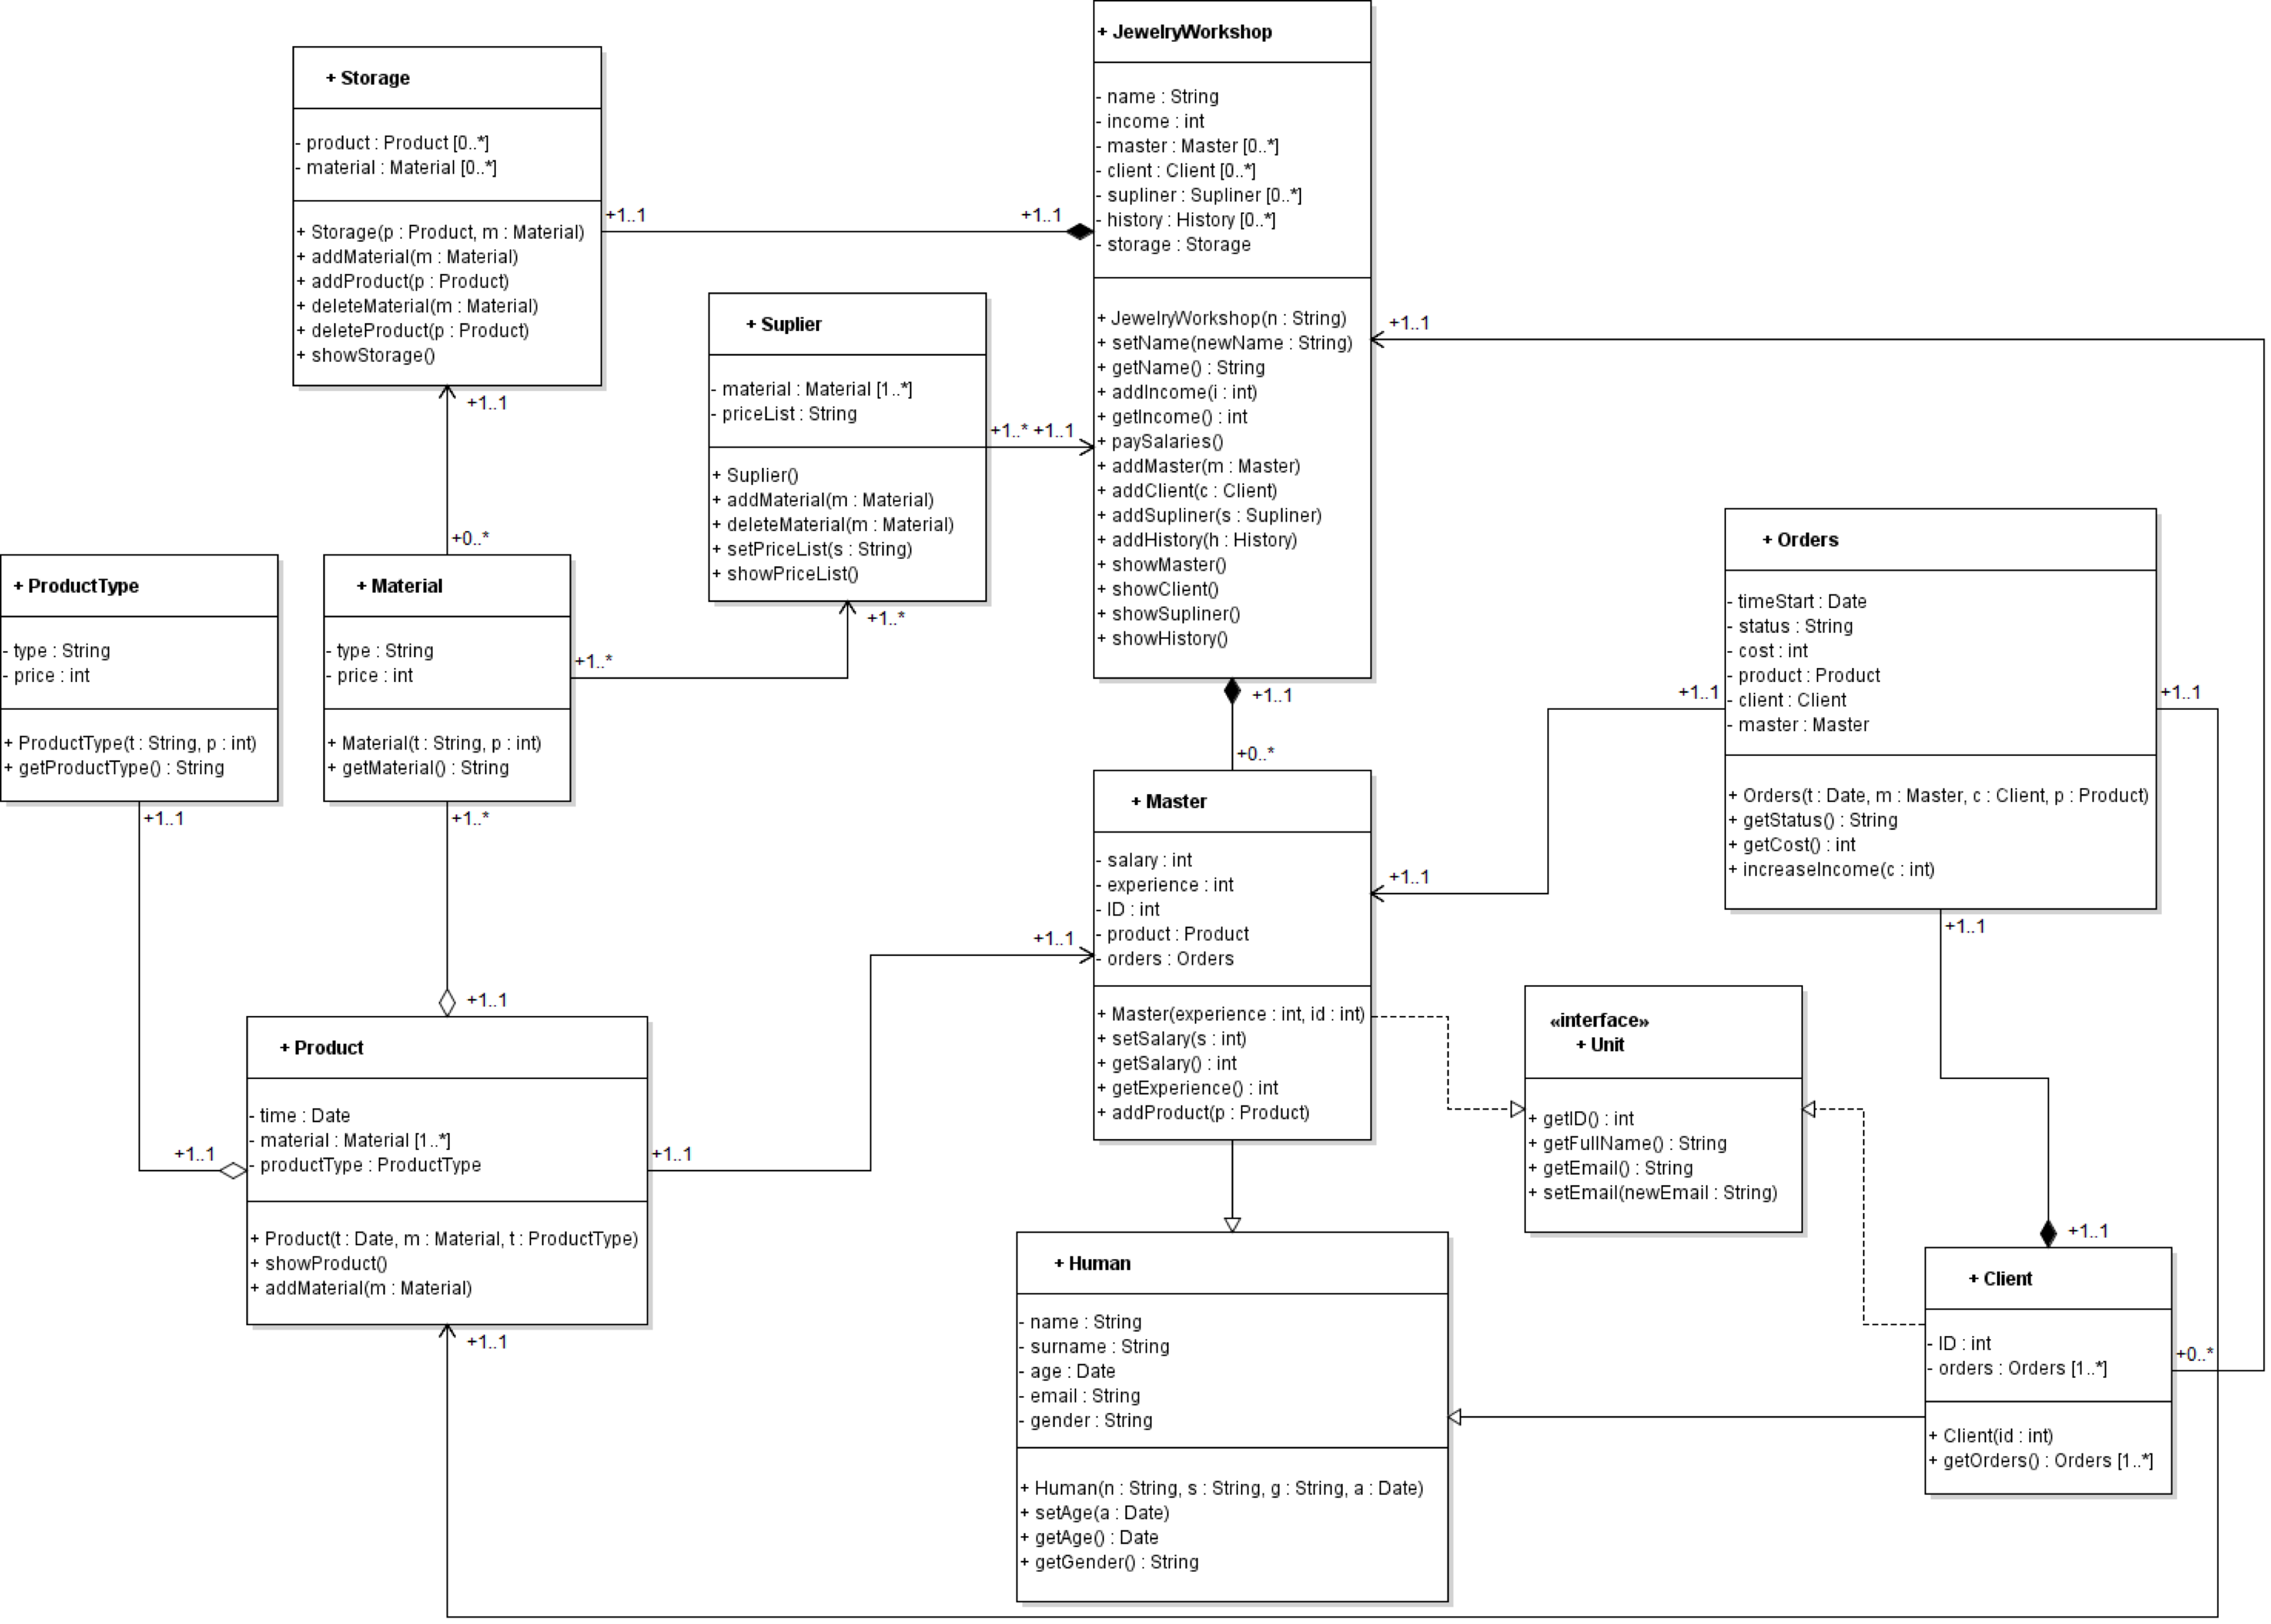 + JewelryWorkshop
- name : String
- income : int
- master : Master [0..*]
- client : Client [0..*]
- supliner : Supliner [0..*]
- history : History [0..*]
- storage : Storage
+ JewelryWorkshop(n : String)
+ setName(newName : String)
+ getName() : String
+ addIncome(i : int)
+ getIncome() : int
+ paySalaries()
+ addMaster(m : Master)
+ addClient(c : Client)
+ addSupliner(s : Supliner)
+ addHistory(h : History)
+ showMaster()
+ showClient()
+ showSupliner()
+ showHistory()
+ Storage
- product : Product [0..*]
- material : Material [0..*]
+ Storage(p : Product, m : Material)
+ addMaterial(m : Material)
+ addProduct(p : Product)
+ deleteMaterial(m : Material)
+ deleteProduct(p : Product)
+ showStorage()
+1..1
+1..1
+ Suplier
- material : Material [1..*]
- priceList : String
+ Suplier()
+ addMaterial(m : Material)
+ deleteMaterial(m : Material)
+ setPriceList(s : String)
+ showPriceList()
+1..* +1..1
+1..1
+1..1
+0..*
+ ProductType
- type : String
- price : int
+ ProductType(t : String, p : int)
+ getProductType() : String
+1..1
+ Material
- type : String
- price : int
+ Material(t : String, p : int)
+ getMaterial() : String
+1..*
+1..*
+1..*
+ Orders
- timeStart : Date
- status : String
- cost : int
- product : Product
- client : Client
- master : Master
+ Orders(t : Date, m : Master, c : Client, p : Product)
+ getStatus() : String
+ getCost() : int
+ increaseIncome(c : int)
+1..1
+1..1
+1..1
+1..1
+0..*
+ Master
- salary : int
- experience : int
- ID : int
- product : Product
- orders : Orders
+ Master(experience : int, id : int)
+ setSalary(s : int)
+ getSalary() : int
+ getExperience() : int
+ addProduct(p : Product)
+1..1
+1..1
+1..1
+ Product
- time : Date
- material : Material [1..*]
- productType : ProductType
+ Product(t : Date, m : Material, t : ProductType)
+ showProduct()
+ addMaterial(m : Material)
+1..1
+1..1
+1..1
«interface»
+ Unit
+ getID() : int
+ getFullName() : String
+ getEmail() : String
+ setEmail(newEmail : String)
+ Human
- name : String
- surname : String
- age : Date
- email : String
- gender : String
+ Human(n : String, s : String, g : String, a : Date)
+ setAge(a : Date)
+ getAge() : Date
+ getGender() : String
+1..1
+ Client
- ID : int
- orders : Orders [1..*]
+ Client(id : int)
+ getOrders() : Orders [1..*]
+0..*